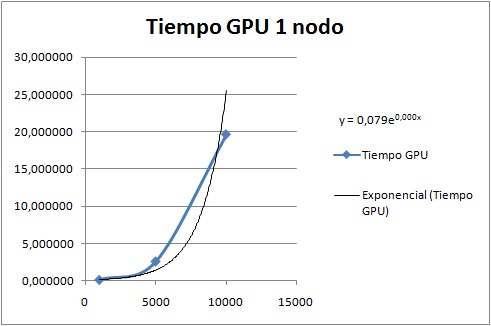 Tiempo GPU 1 nodo
30,000000
25,000000
20,000000
15,000000
10,000000
5,000000
0,000000
0
5000
10000
15000
y = 0,079e^0,000x
Tiempo GPU
Exponencial (Tiempo
GPU)